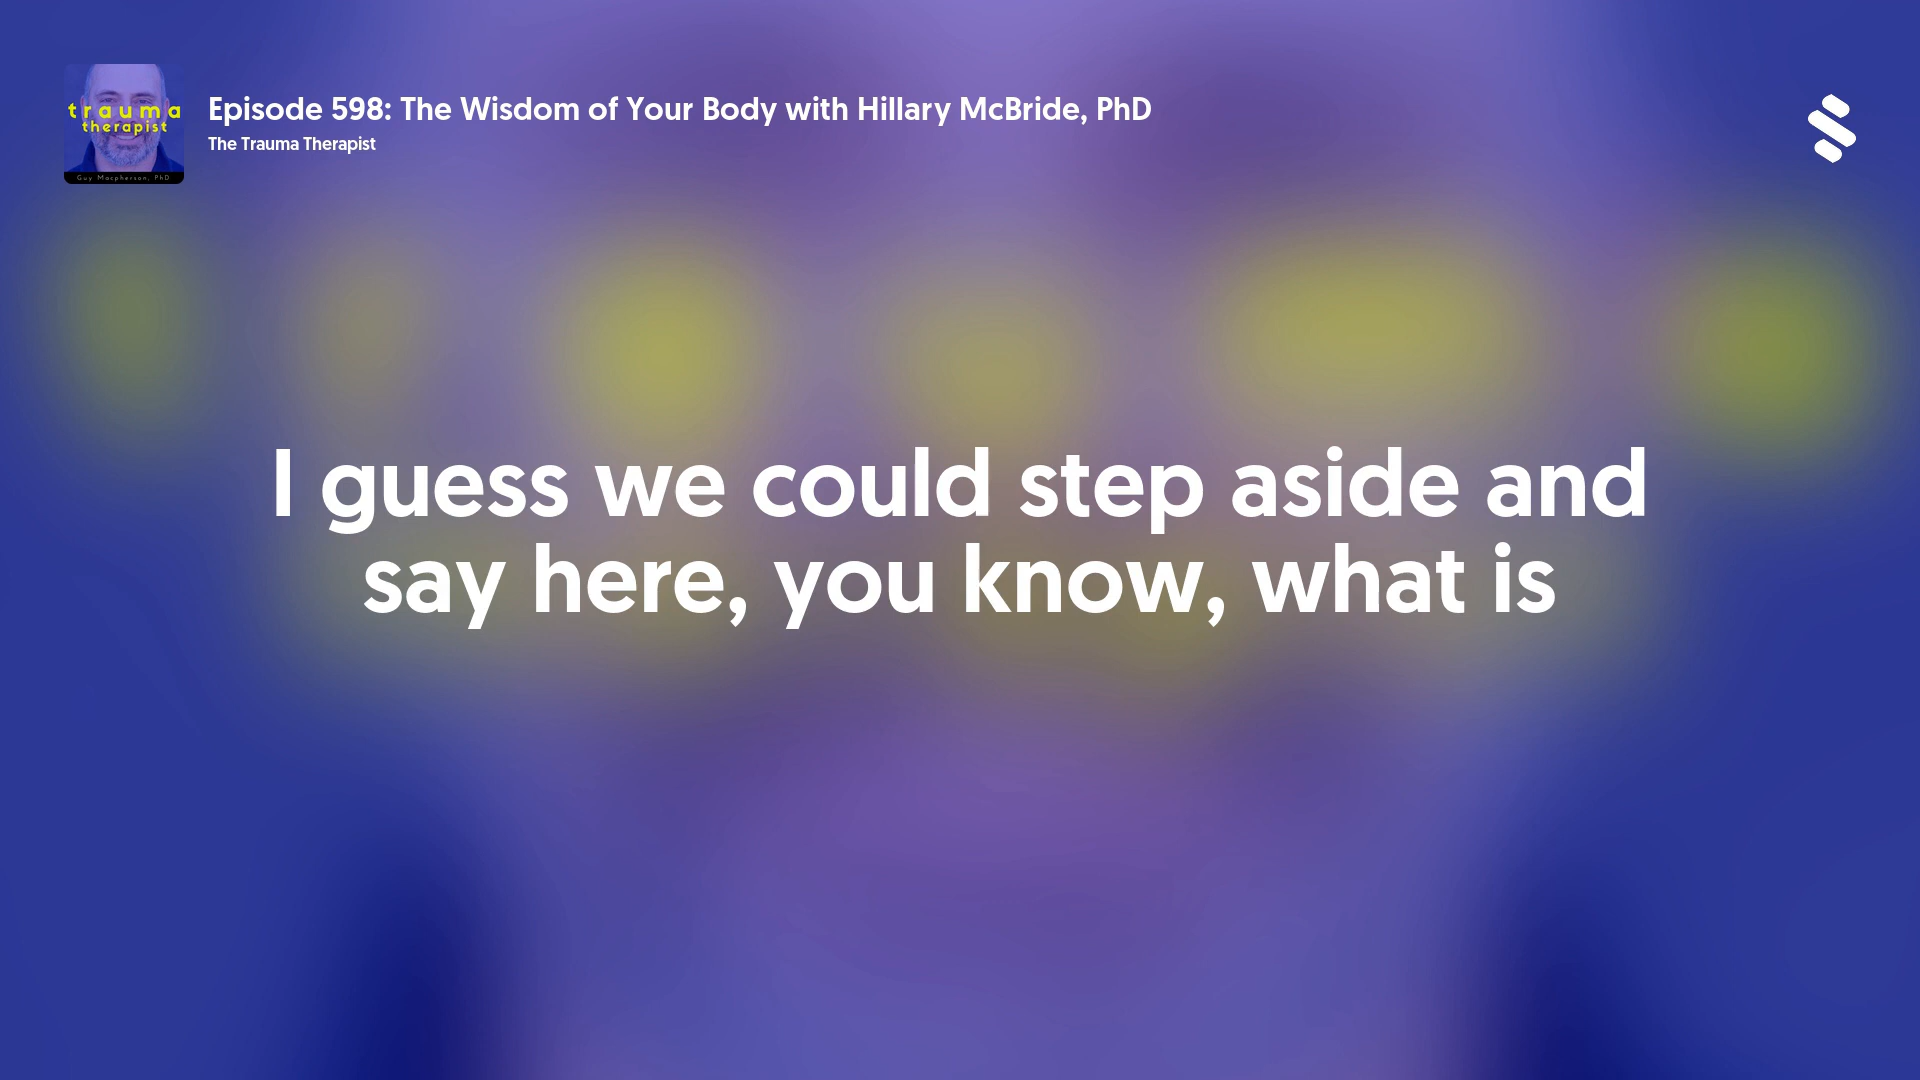 trauma
therapist
Guy Macpherson, PhD
Episode 598: The Wisdom of Your Body with Hillary McBride, PhD
The Trauma Therapist
I guess we could step aside and
say here, you know, what is